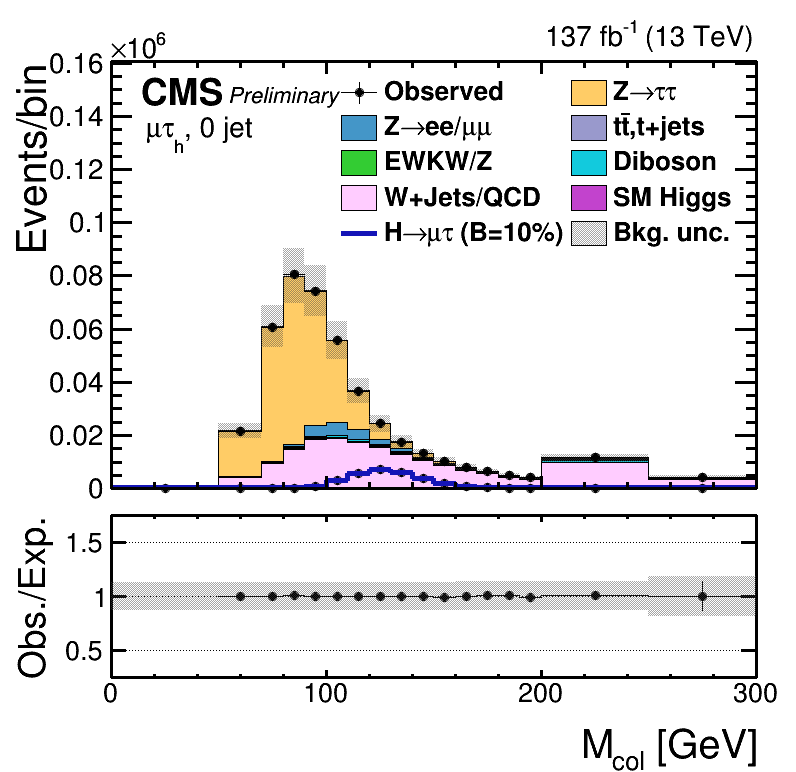 ×10⁶
137 fb⁻¹ (13 TeV)
Events/bin
0.16
0.14
0.12
0.1
0.08
0.06
0.04
0.02
0
CMS Preliminary
μτₕ, 0 jet
Observed
Z→ττ
Z→ee/μμ
tt̄,t+jets
EWKW/Z
Diboson
W+Jets/QCD
SM Higgs
H→μτ (B=10%)
Bkg. unc.
Obs./Exp.
1.5
1
0.5
0 100 200 300
M_col [GeV]